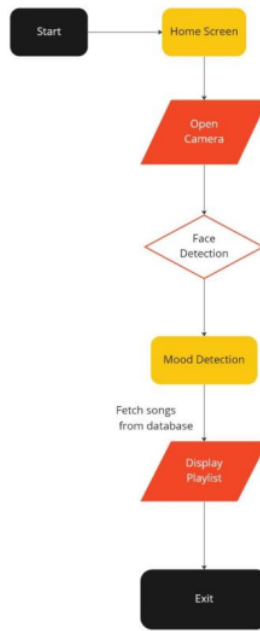 Start
Home Screen
Open
Camera
Face
Detection
Mood Detection
Fetch songs
from database
Display
Playlist
Exit